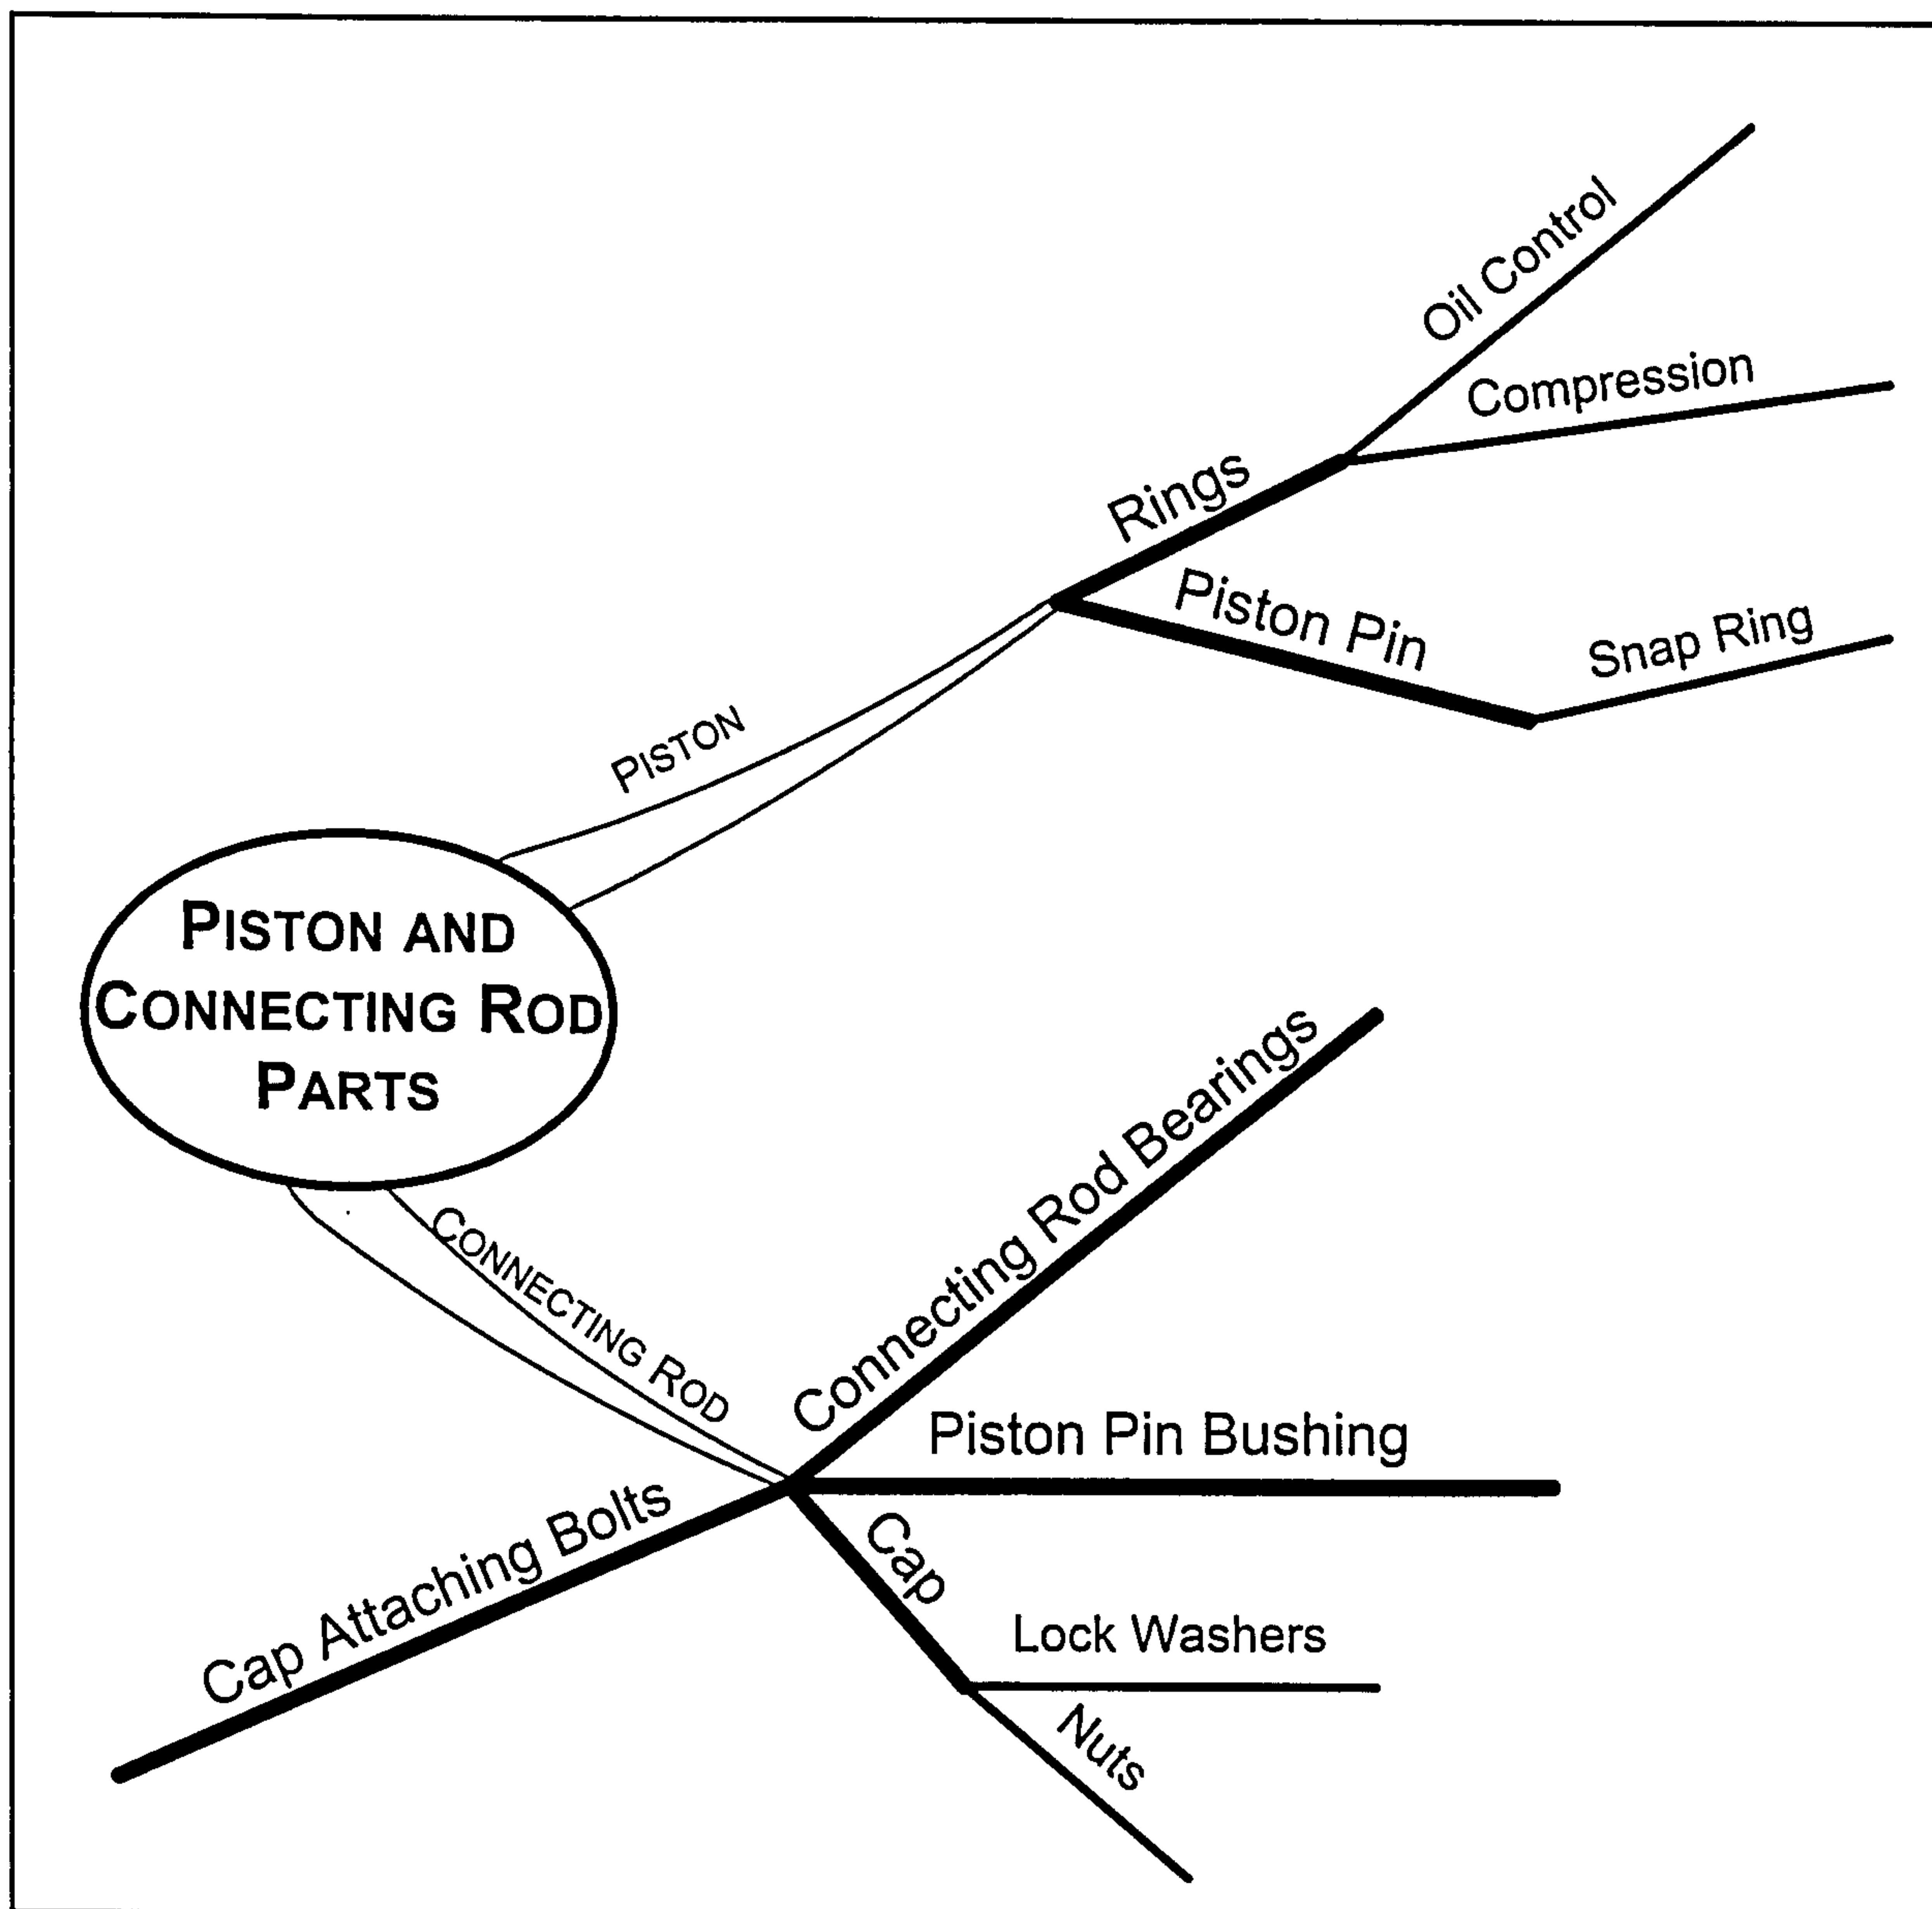 Oil Control
Compression
Rings
Piston Pin
Snap Ring
PISTON
PISTON AND
CONNECTING ROD
PARTS
CONNECTING ROD
Connecting Rod Bearings
Piston Pin Bushing
Cap Attaching Bolts
Cap
Lock Washers
Nuts